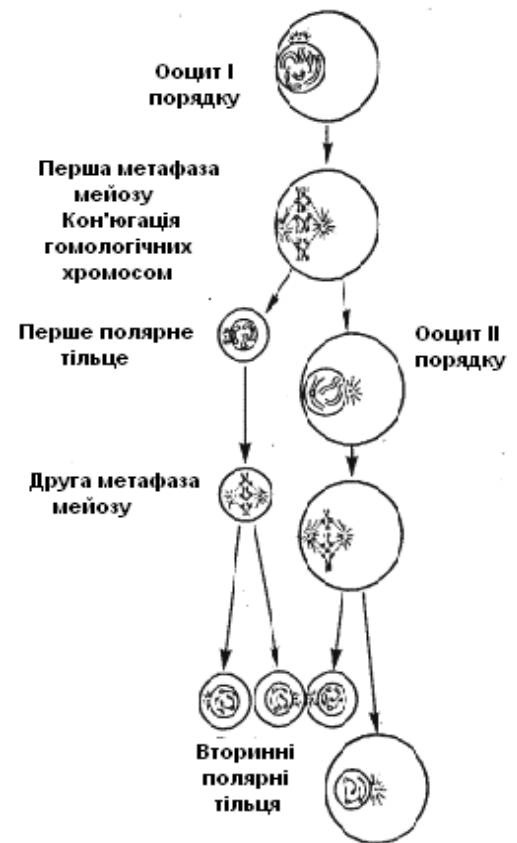 Ооцит I
порядку
Перша метафаза
мейозу
Кон'югація
гомологічних
хромосом
Перше полярне
тільце
Ооцит II
порядку
Друга метафаза
мейозу
Вторинні
полярні
тільця